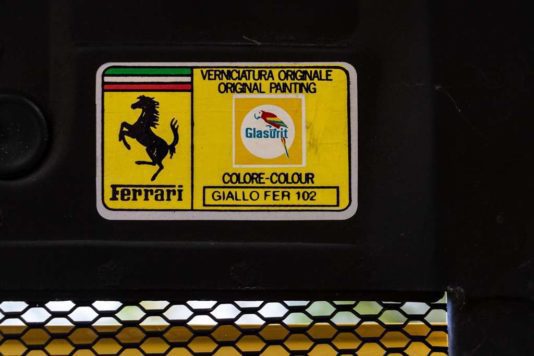 VERNICIATURA ORIGINALE
ORIGINAL PAINTING
Glasurit
COLORE-COLOUR
GIALLO FER 102
Ferrari